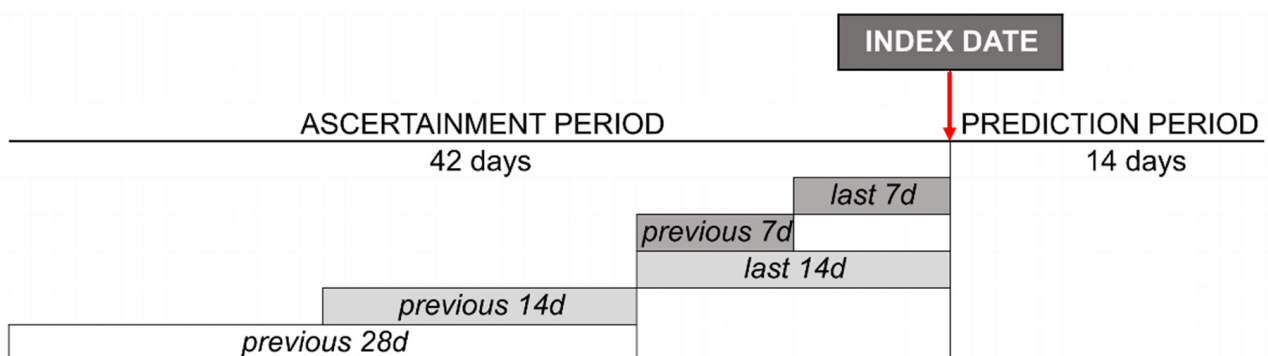 INDEX DATE
ASCERTAINMENT PERIOD
PREDICTION PERIOD
42 days
14 days
last 7d
previous 7d
last 14d
previous 14d
previous 28d